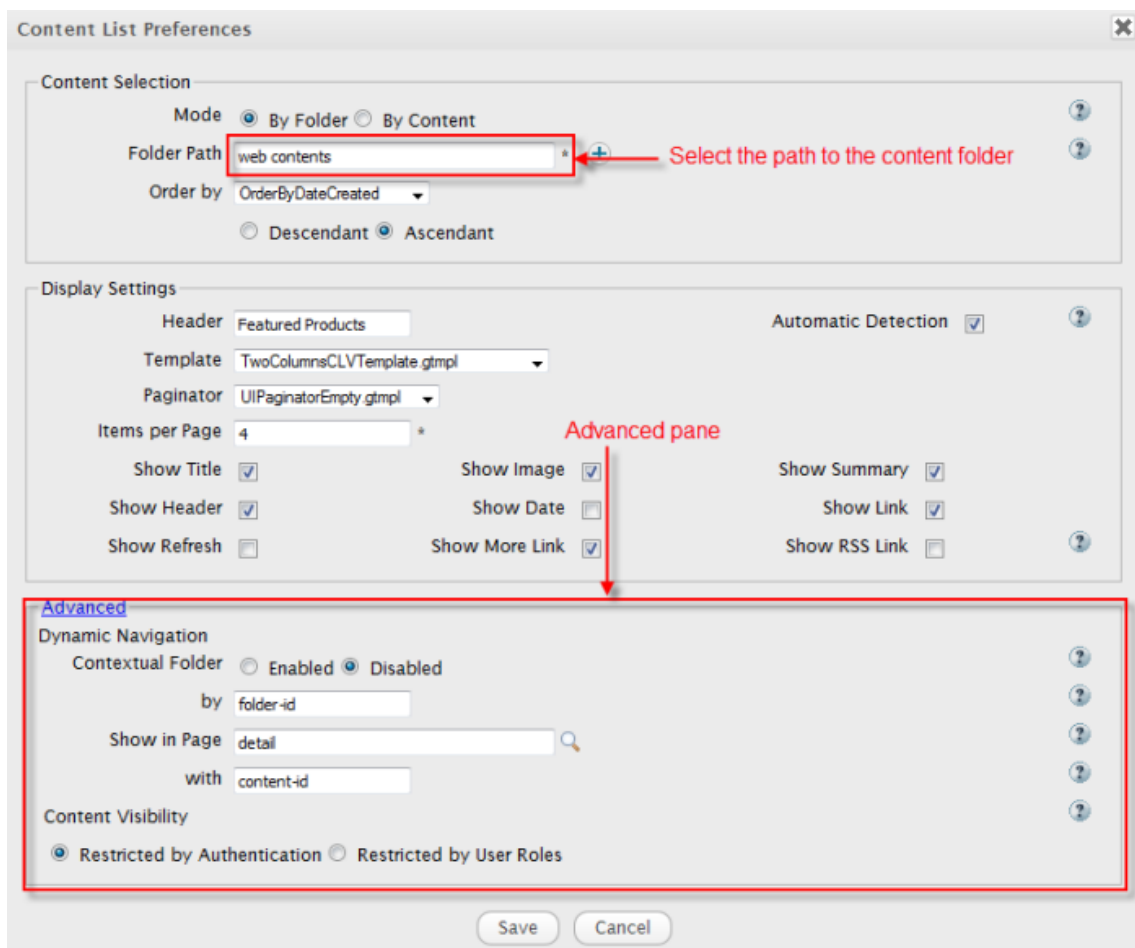 Content List Preferences
Content Selection
Mode By Folder By Content
Folder Path web contents * Select the path to the content folder
Order by OrderByDateCreated
Descendant Ascendant
Display Settings
Header Featured Products Automatic Detection
Template TwoColumnsCLVTemplate.gtmpl
Paginator UIPaginatorEmpty.gtmpl
Items per Page 4 * Advanced pane
Show Title Show Image Show Summary
Show Header Show Date Show Link
Show Refresh Show More Link Show RSS Link
Advanced
Dynamic Navigation
Contextual Folder Enabled Disabled
by folder-id
Show in Page detail
with content-id
Content Visibility
Restricted by Authentication Restricted by User Roles
Save Cancel